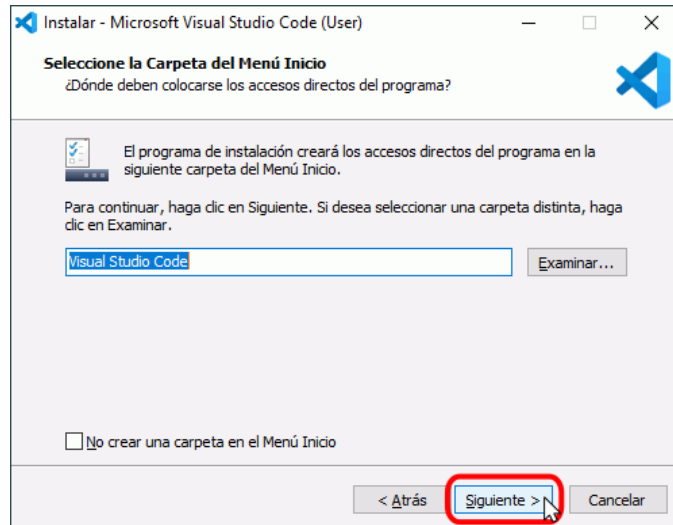 Instalar - Microsoft Visual Studio Code (User)
Seleccione la Carpeta del Menú Inicio
¿Dónde deben colocarse los accesos directos del programa?
El programa de instalación creará los accesos directos del programa en la
siguiente carpeta del Menú Inicio.
Para continuar, haga clic en Siguiente. Si desea seleccionar una carpeta distinta, haga
clic en Examinar.
Visual Studio Code
Examinar...
No crear una carpeta en el Menú Inicio
< Atrás
Siguiente >
Cancelar